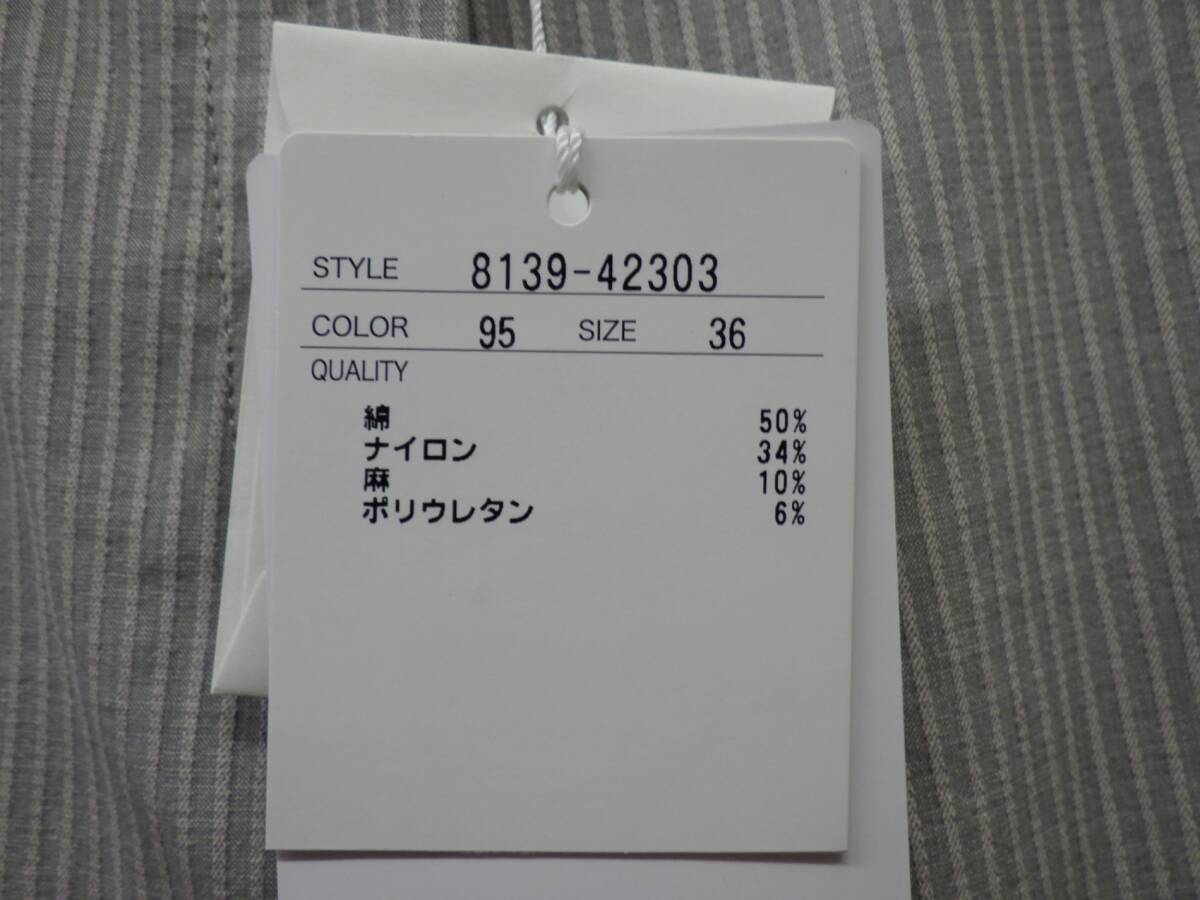 STYLE 8139-42303
COLOR 95 SIZE 36
QUALITY
綿 50%
ナイロン 34%
麻 10%
ポリウレタン 6%